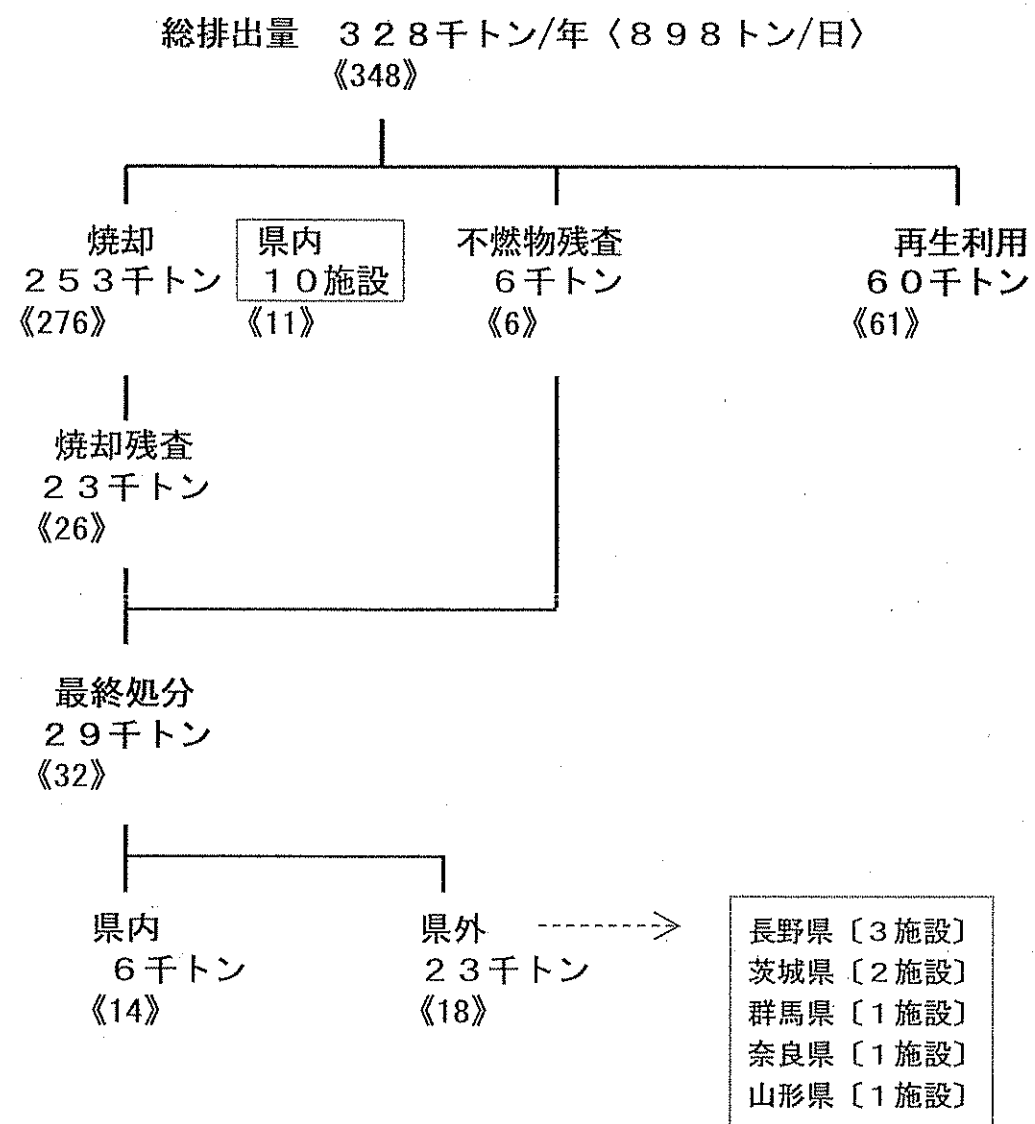 総排出量 ３２８千トン/年〈８９８トン/日〉
《348》
焼却 県内 不燃物残査 再生利用
２５３千トン １０施設 ６千トン ６０千トン
《276》 《11》 《6》 《61》
焼却残査
２３千トン
《26》
最終処分
２９千トン
《32》
県内 県外
６千トン ２３千トン
《14》 《18》
長野県〔３施設〕
茨城県〔２施設〕
群馬県〔１施設〕
奈良県〔１施設〕
山形県〔１施設〕